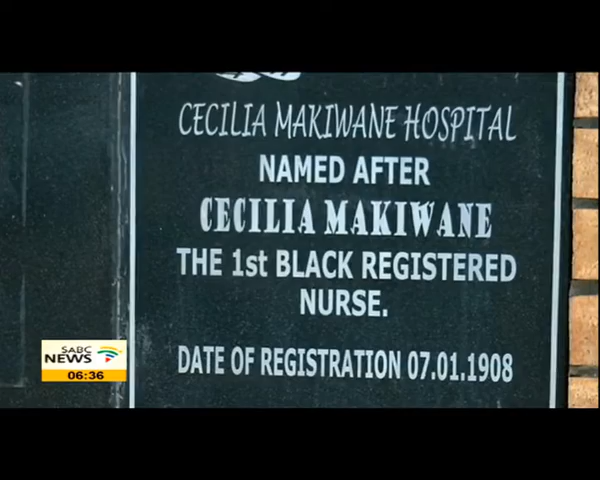 CECILIA MAKIWANE HOSPITAL
NAMED AFTER
CECILIA MAKIWANE
THE 1st BLACK REGISTERED
NURSE.
DATE OF REGISTRATION 07.01.1908
SABC
NEWS
06:36